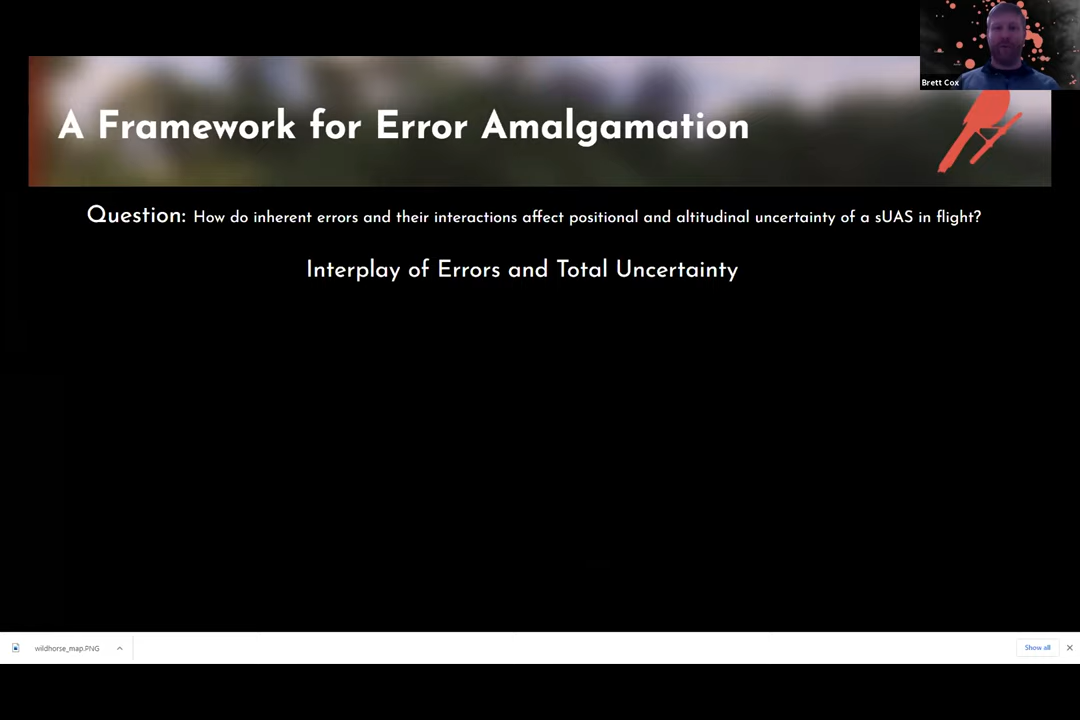 Brett Cox
A Framework for Error Amalgamation
Question: How do inherent errors and their interactions affect positional and altitudinal uncertainty of a sUAS in flight?
Interplay of Errors and Total Uncertainty
wildhorse_map.PNG
Show all